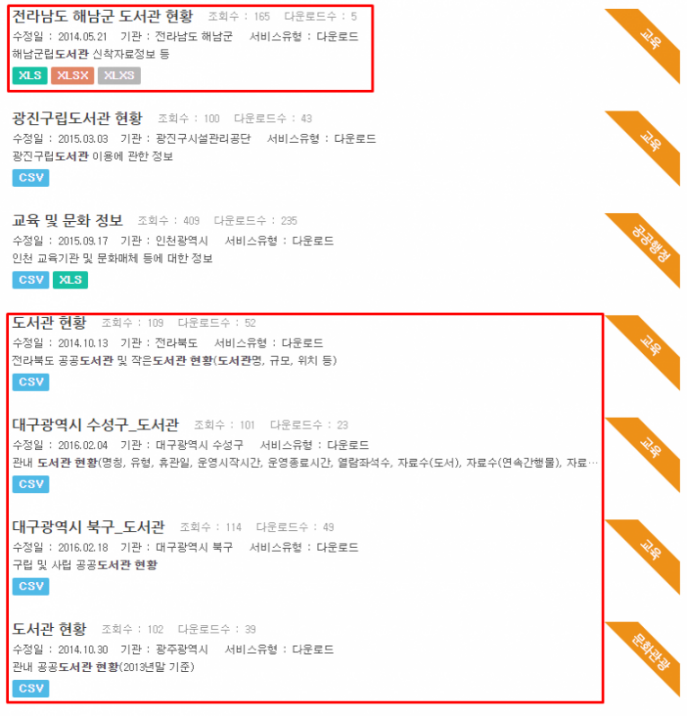 전라남도 해남군 도서관 현황 조회수 : 165 다운로드수 : 5
수정일 : 2014.05.21 기관 : 전라남도 해남군 서비스유형 : 다운로드
해남군립도서관 신착자료정보 등
XLS XLSX XLXS
교육
광진구립도서관 현황 조회수 : 100 다운로드수 : 43
수정일 : 2015.03.03 기관 : 광진구시설관리공단 서비스유형 : 다운로드
광진구립도서관 이용에 관한 정보
CSV
교육
교육 및 문화 정보 조회수 : 409 다운로드수 : 235
수정일 : 2015.09.17 기관 : 인천광역시 서비스유형 : 다운로드
인천 교육기관 및 문화매체 등에 대한 정보
CSV XLS
공공행정
도서관 현황 조회수 : 109 다운로드수 : 52
수정일 : 2014.10.13 기관 : 전라북도 서비스유형 : 다운로드
전라북도 공공도서관 및 작은도서관 현황(도서관명, 규모, 위치 등)
CSV
교육
대구광역시 수성구_도서관 조회수 : 101 다운로드수 : 23
수정일 : 2016.02.04 기관 : 대구광역시 수성구 서비스유형 : 다운로드
관내 도서관 현황(명칭, 유형, 휴관일, 운영시작시간, 운영종료시간, 열람좌석수, 자료수(도서), 자료수(연속간행물), 자료…
CSV
교육
대구광역시 북구_도서관 조회수 : 114 다운로드수 : 49
수정일 : 2016.02.18 기관 : 대구광역시 북구 서비스유형 : 다운로드
구립 및 사립 공공도서관 현황
CSV
교육
도서관 현황 조회수 : 102 다운로드수 : 39
수정일 : 2014.10.30 기관 : 광주광역시 서비스유형 : 다운로드
관내 공공도서관 현황(2013년말 기준)
CSV
문화관광